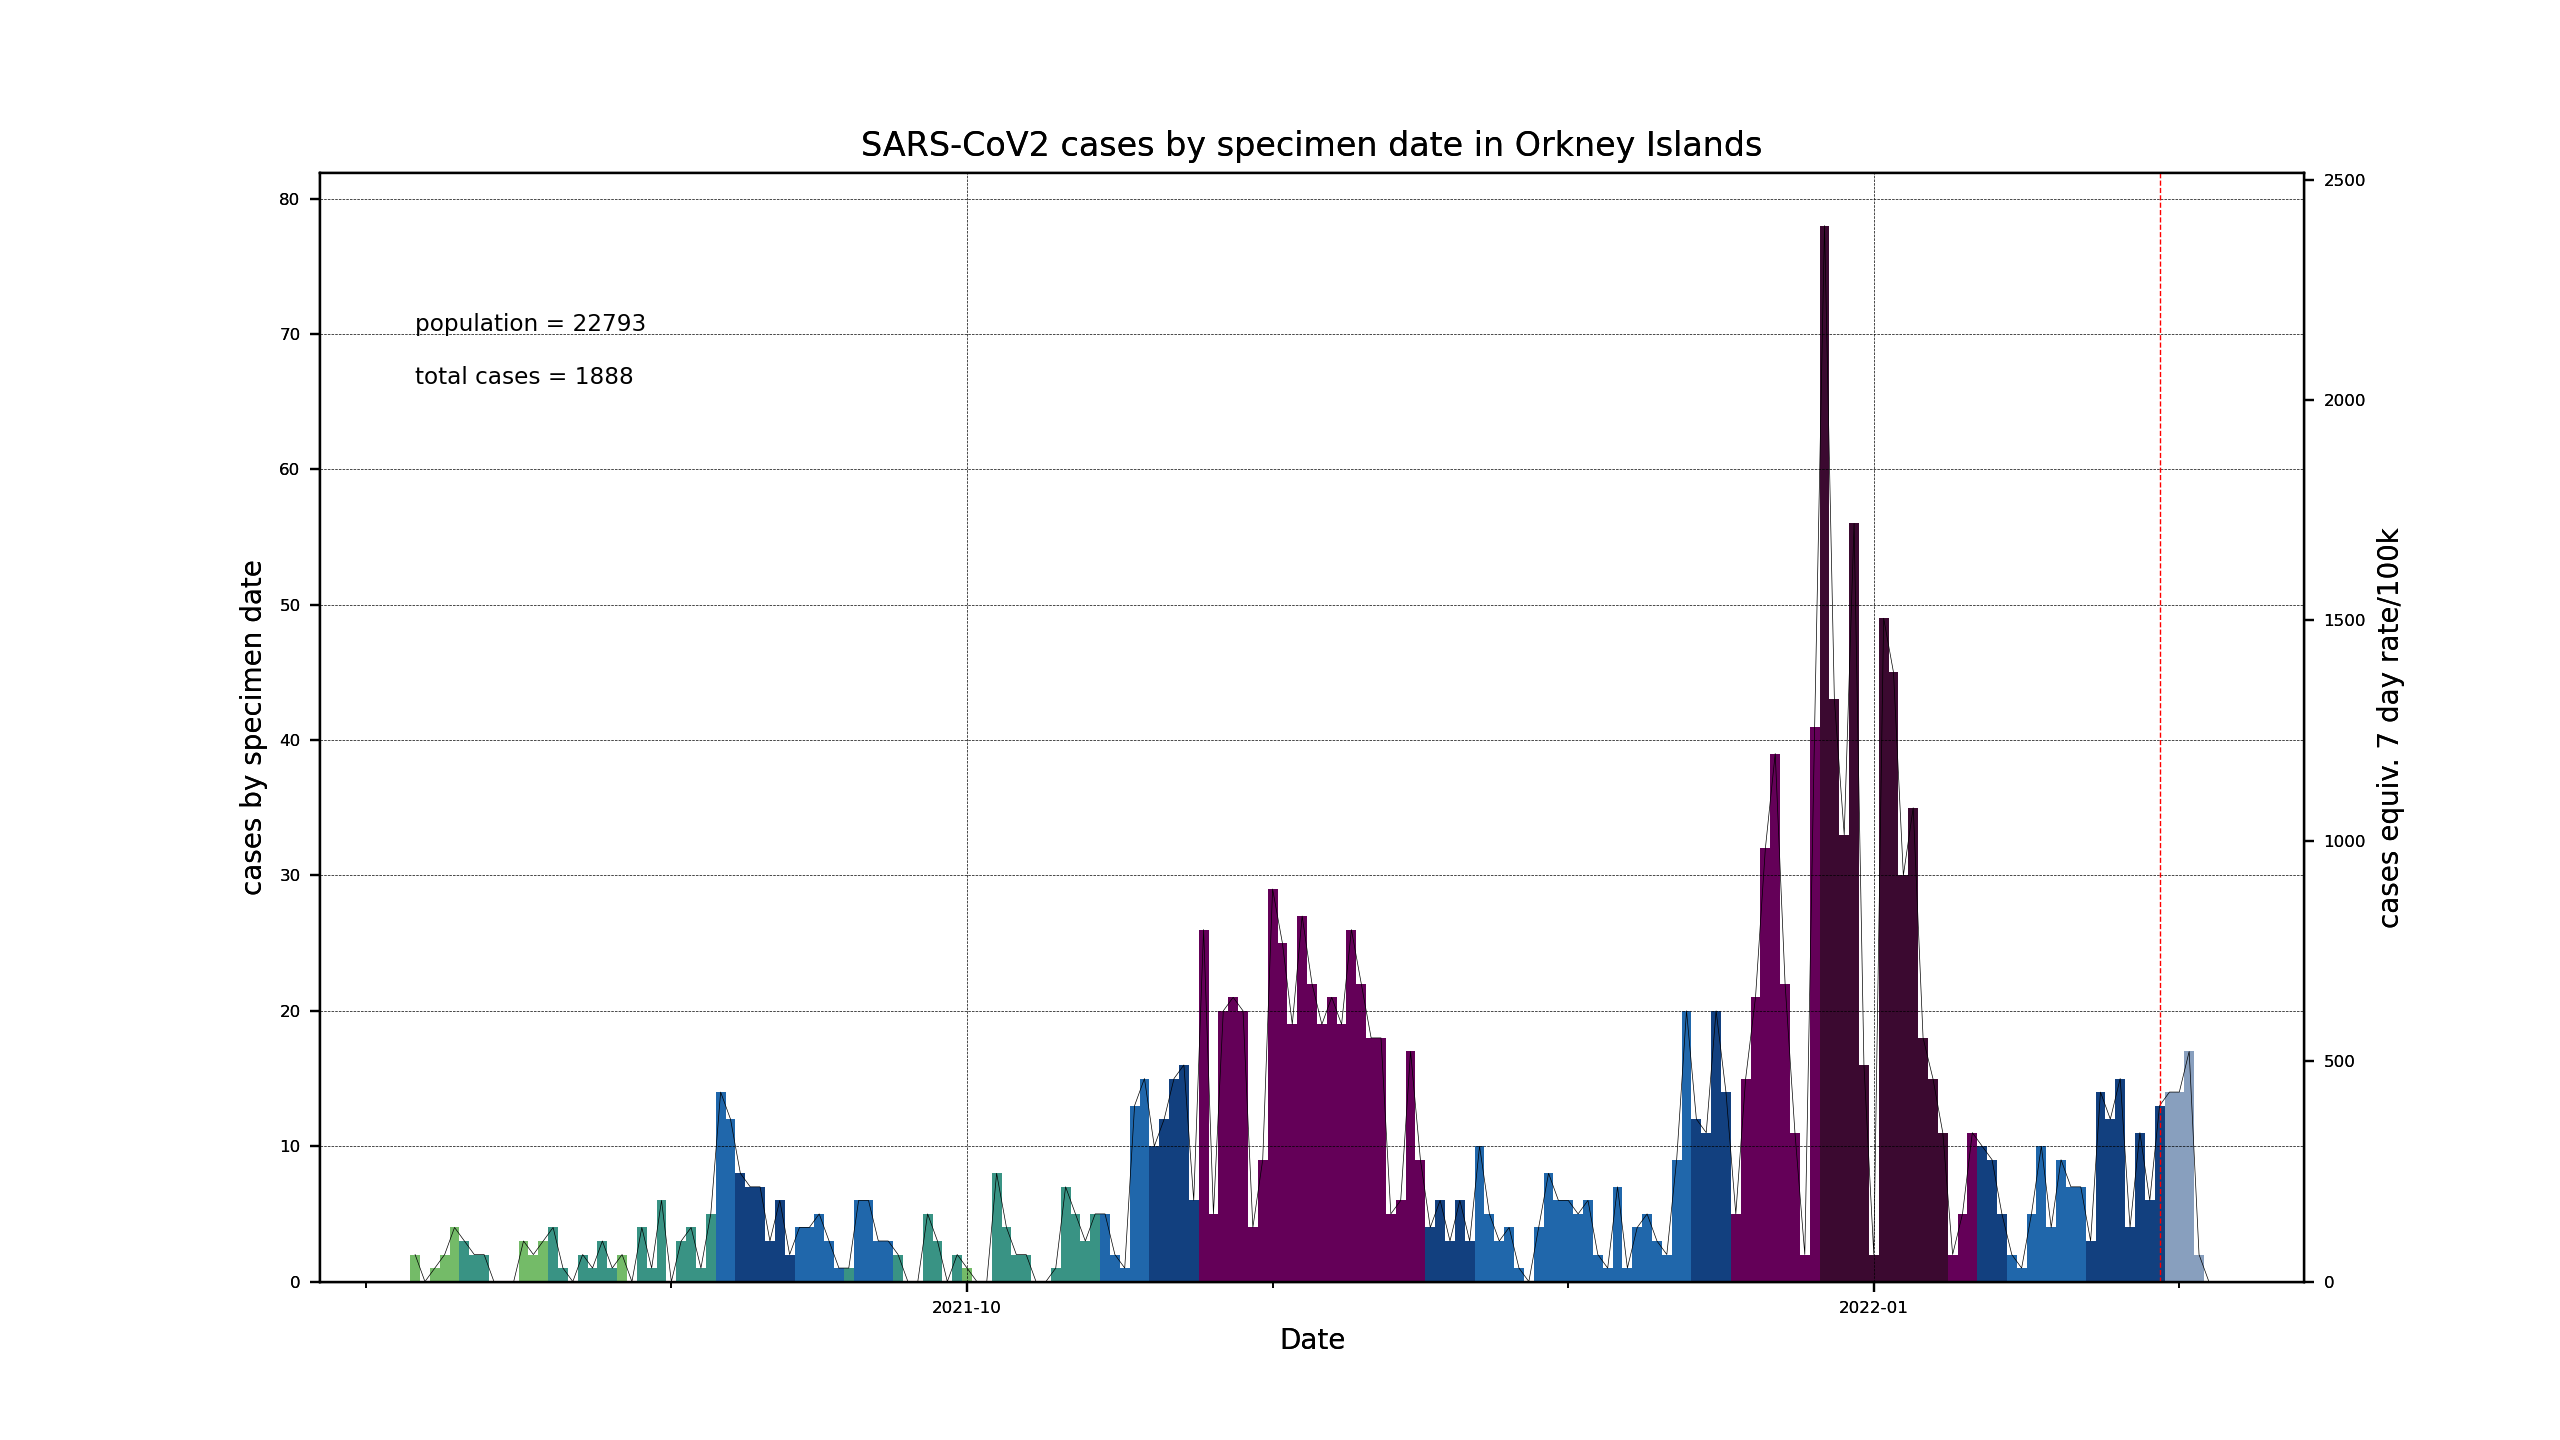 SARS-CoV2 cases by specimen date in Orkney Islands
population = 22793
total cases = 1888
cases by specimen date
80
70
60
50
40
30
20
10
0
2500
2000
1500
1000
500
0
cases equiv. 7 day rate/100k
2021-10
2022-01
Date